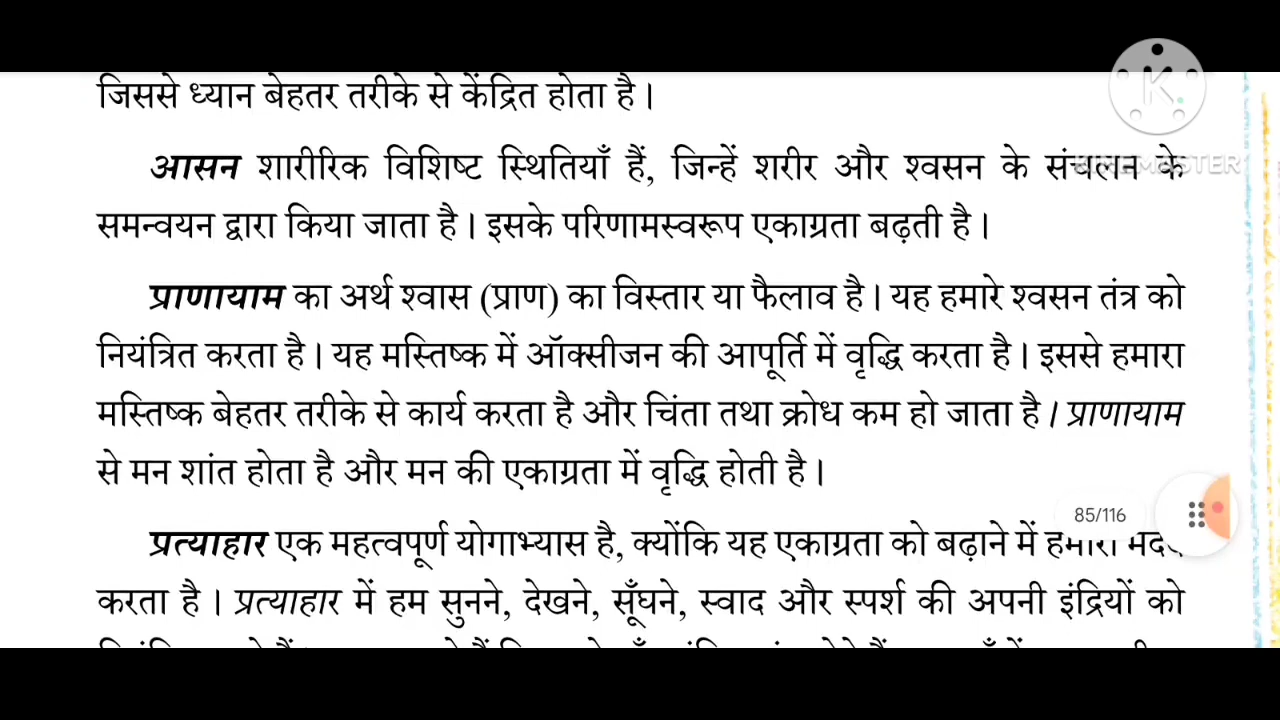 जिससे ध्यान बेहतर तरीके से केंद्रित होता है।
आसन शारीरिक विशिष्ट स्थितियाँ हैं, जिन्हें शरीर और श्वसन के संचलन के
समन्वयन द्वारा किया जाता है। इसके परिणामस्वरूप एकाग्रता बढ़ती है।
प्राणायाम का अर्थ श्वास (प्राण) का विस्तार या फैलाव है। यह हमारे श्वसन तंत्र को
नियंत्रित करता है। यह मस्तिष्क में ऑक्सीजन की आपूर्ति में वृद्धि करता है। इससे हमारा
मस्तिष्क बेहतर तरीके से कार्य करता है और चिंता तथा क्रोध कम हो जाता है। प्राणायाम
से मन शांत होता है और मन की एकाग्रता में वृद्धि होती है।
85/116
प्रत्याहार एक महत्वपूर्ण योगाभ्यास है, क्योंकि यह एकाग्रता को बढ़ाने में हमारी मदद
करता है। प्रत्याहार में हम सुनने, देखने, सूँघने, स्वाद और स्पर्श की अपनी इंद्रियों को
K
KINEMASTER